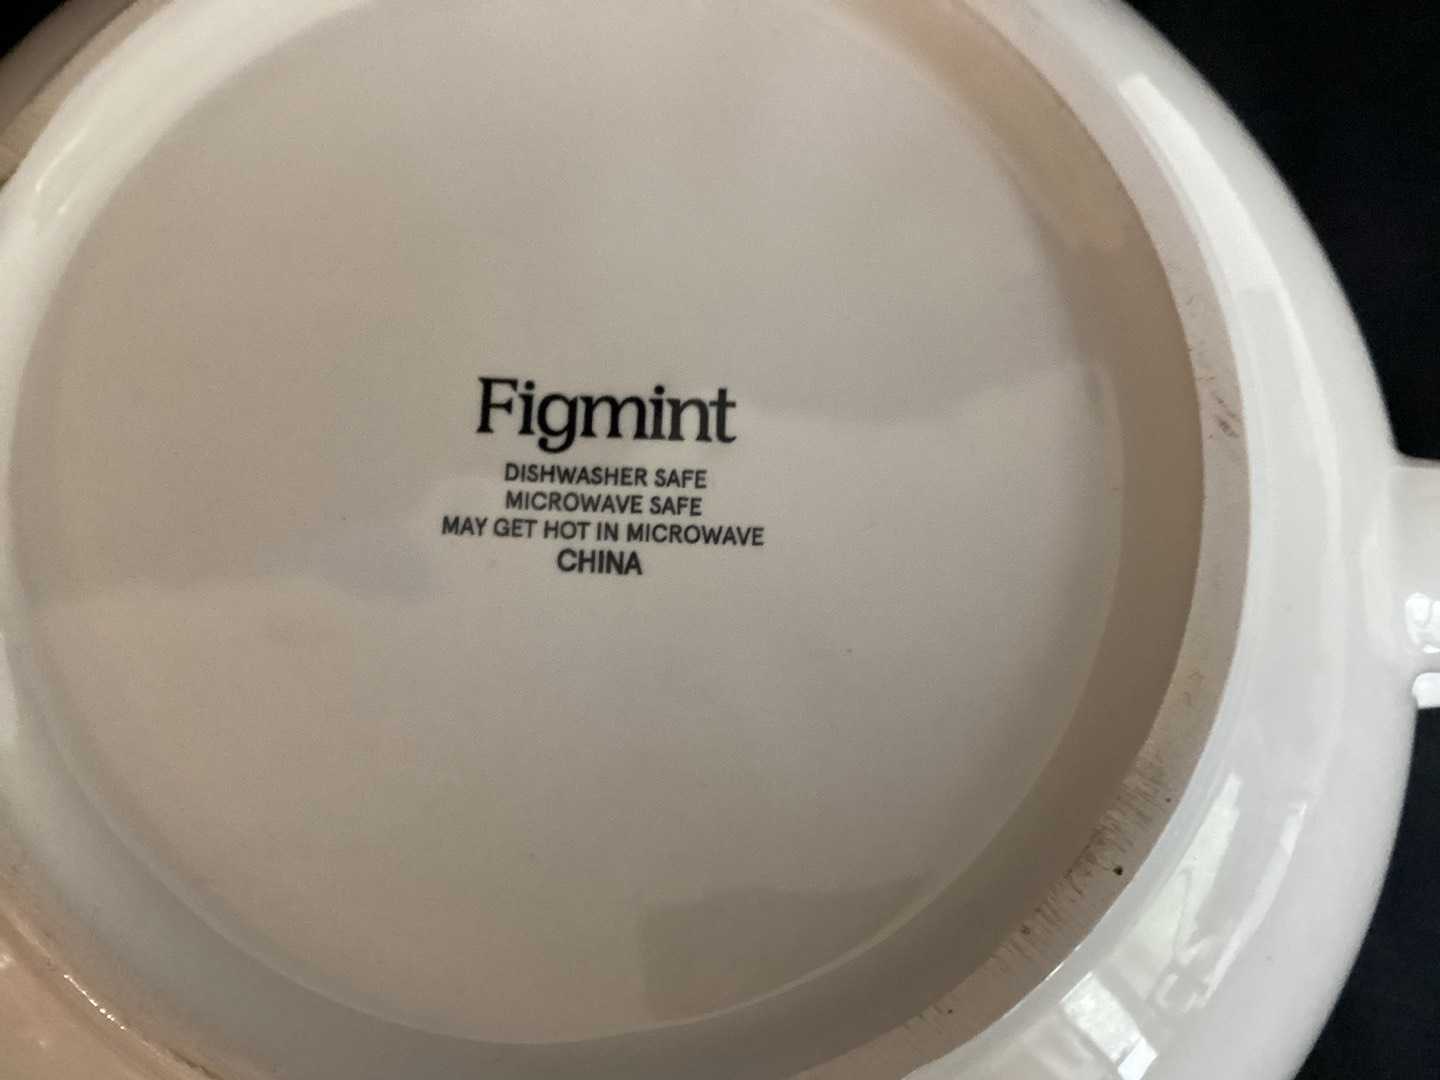 Figmint
DISHWASHER SAFE
MICROWAVE SAFE
MAY GET HOT IN MICROWAVE
CHINA